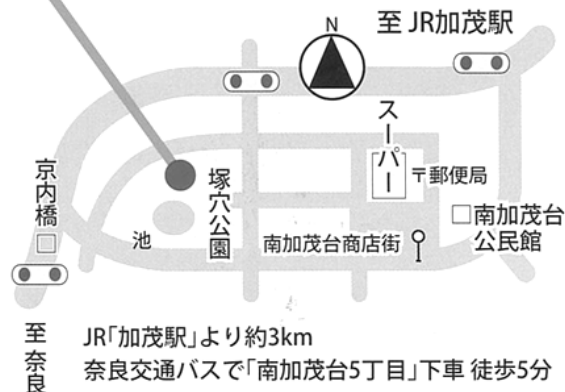 N
至 JR加茂駅
スーパー
〒郵便局
京内橋
塚穴公園
池
南加茂台商店街
南加茂台
公民館
至奈良
JR「加茂駅」より約3km
奈良交通バスで「南加茂台5丁目」下車 徒歩5分